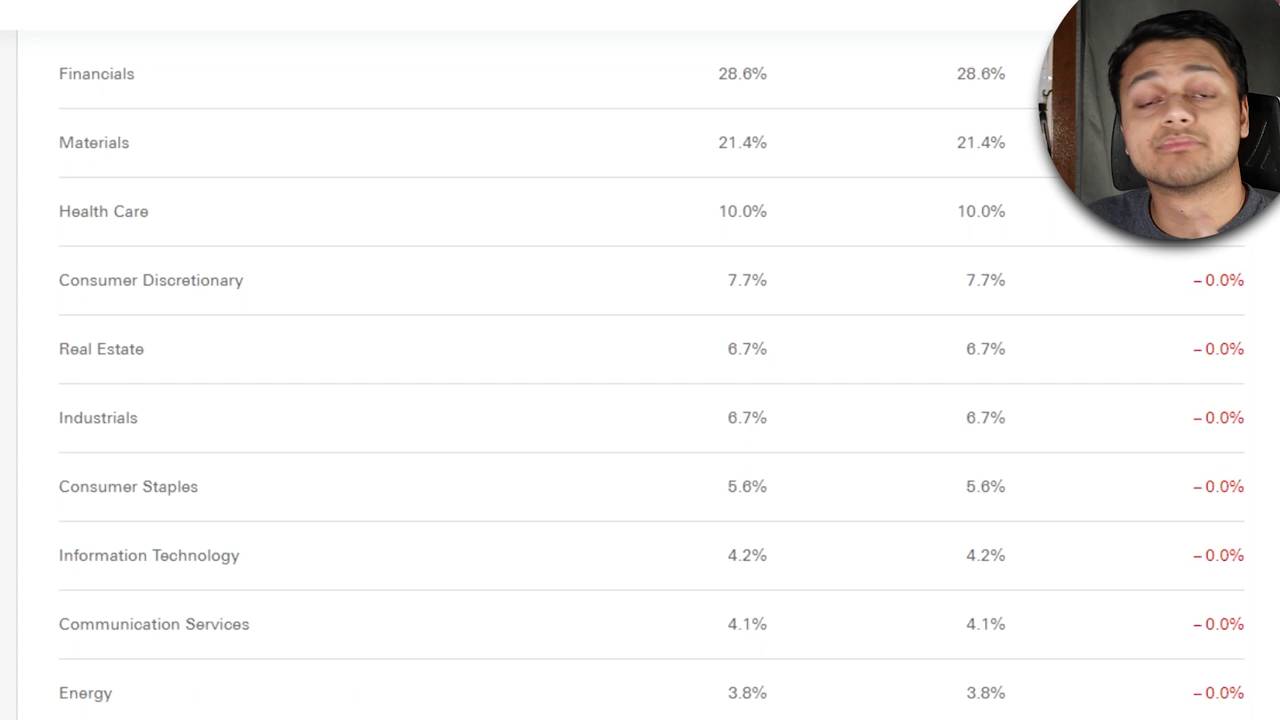 Financials 28.6% 28.6%
Materials 21.4% 21.4%
Health Care 10.0% 10.0%
Consumer Discretionary 7.7% 7.7% – 0.0%
Real Estate 6.7% 6.7% – 0.0%
Industrials 6.7% 6.7% – 0.0%
Consumer Staples 5.6% 5.6% – 0.0%
Information Technology 4.2% 4.2% – 0.0%
Communication Services 4.1% 4.1% – 0.0%
Energy 3.8% 3.8% – 0.0%